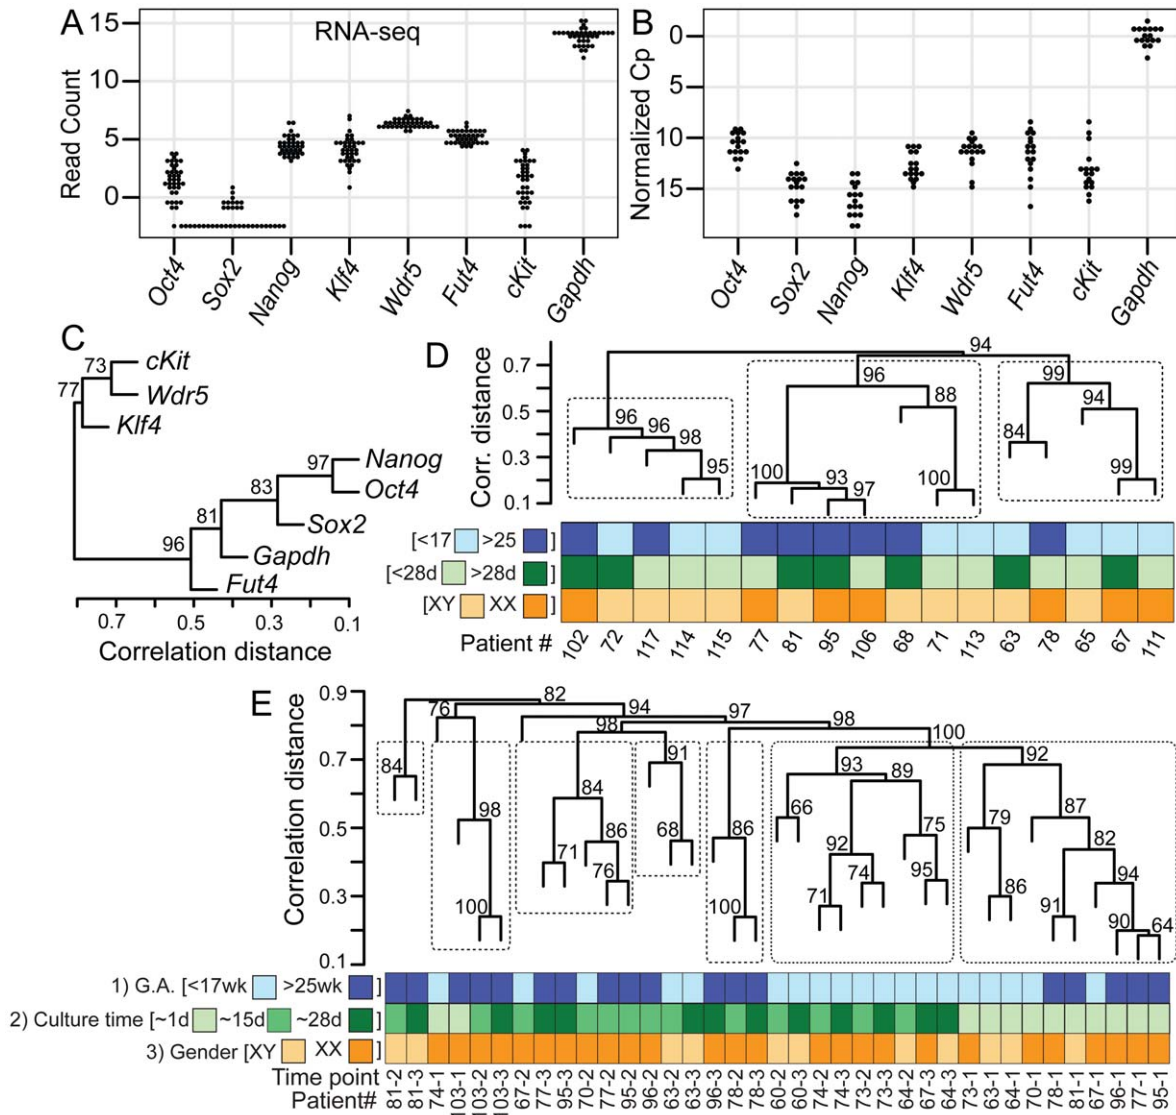 A
RNA-seq
Read Count
15
10
5
0
Oct4
Sox2
Nanog
Klf4
Wdr5
Fut4
cKit
Gapdh
B
Normalized Cp
0
5
10
15
Oct4
Sox2
Nanog
Klf4
Wdr5
Fut4
cKit
Gapdh
C
73
cKit
77
Wdr5
Klf4
97
Nanog
83
Oct4
81
Sox2
96
Gapdh
Fut4
0.7 0.5 0.3 0.1
Correlation distance
D
Corr. distance
0.7
0.5
0.3
0.1
94
96
99
88
94
96
96
98
84
95
100
93
97
100
99
[<17 >25 ]
[<28d >28d ]
[XY XX ]
Patient # 102 72 117 114 115 77 81 95 106 68 71 113 63 78 65 67 111
E
Correlation distance
0.9
0.7
0.5
0.3
0.1
82
76
94
97
98
98
100
84
91
92
93
89
98
84
79
87
66
86
68
86
75
82
71
76
92
74
95
86
94
100
100
71
91
90
64
1) G.A. [<17wk >25wk ]
2) Culture time [~1d ~15d ~28d ]
3) Gender [XY XX ]
Time point
Patient#
81-2 81-3 74-1 103-1 103-2 103-3 67-2 77-3 95-3 70-2 77-2 95-2 96-2 63-2 63-3 96-3 78-2 78-3 60-2 60-3 74-2 74-3 73-2 73-3 64-2 67-3 64-3 73-1 63-1 64-1 70-1 78-1 81-1 67-1 96-1 77-1 95-1